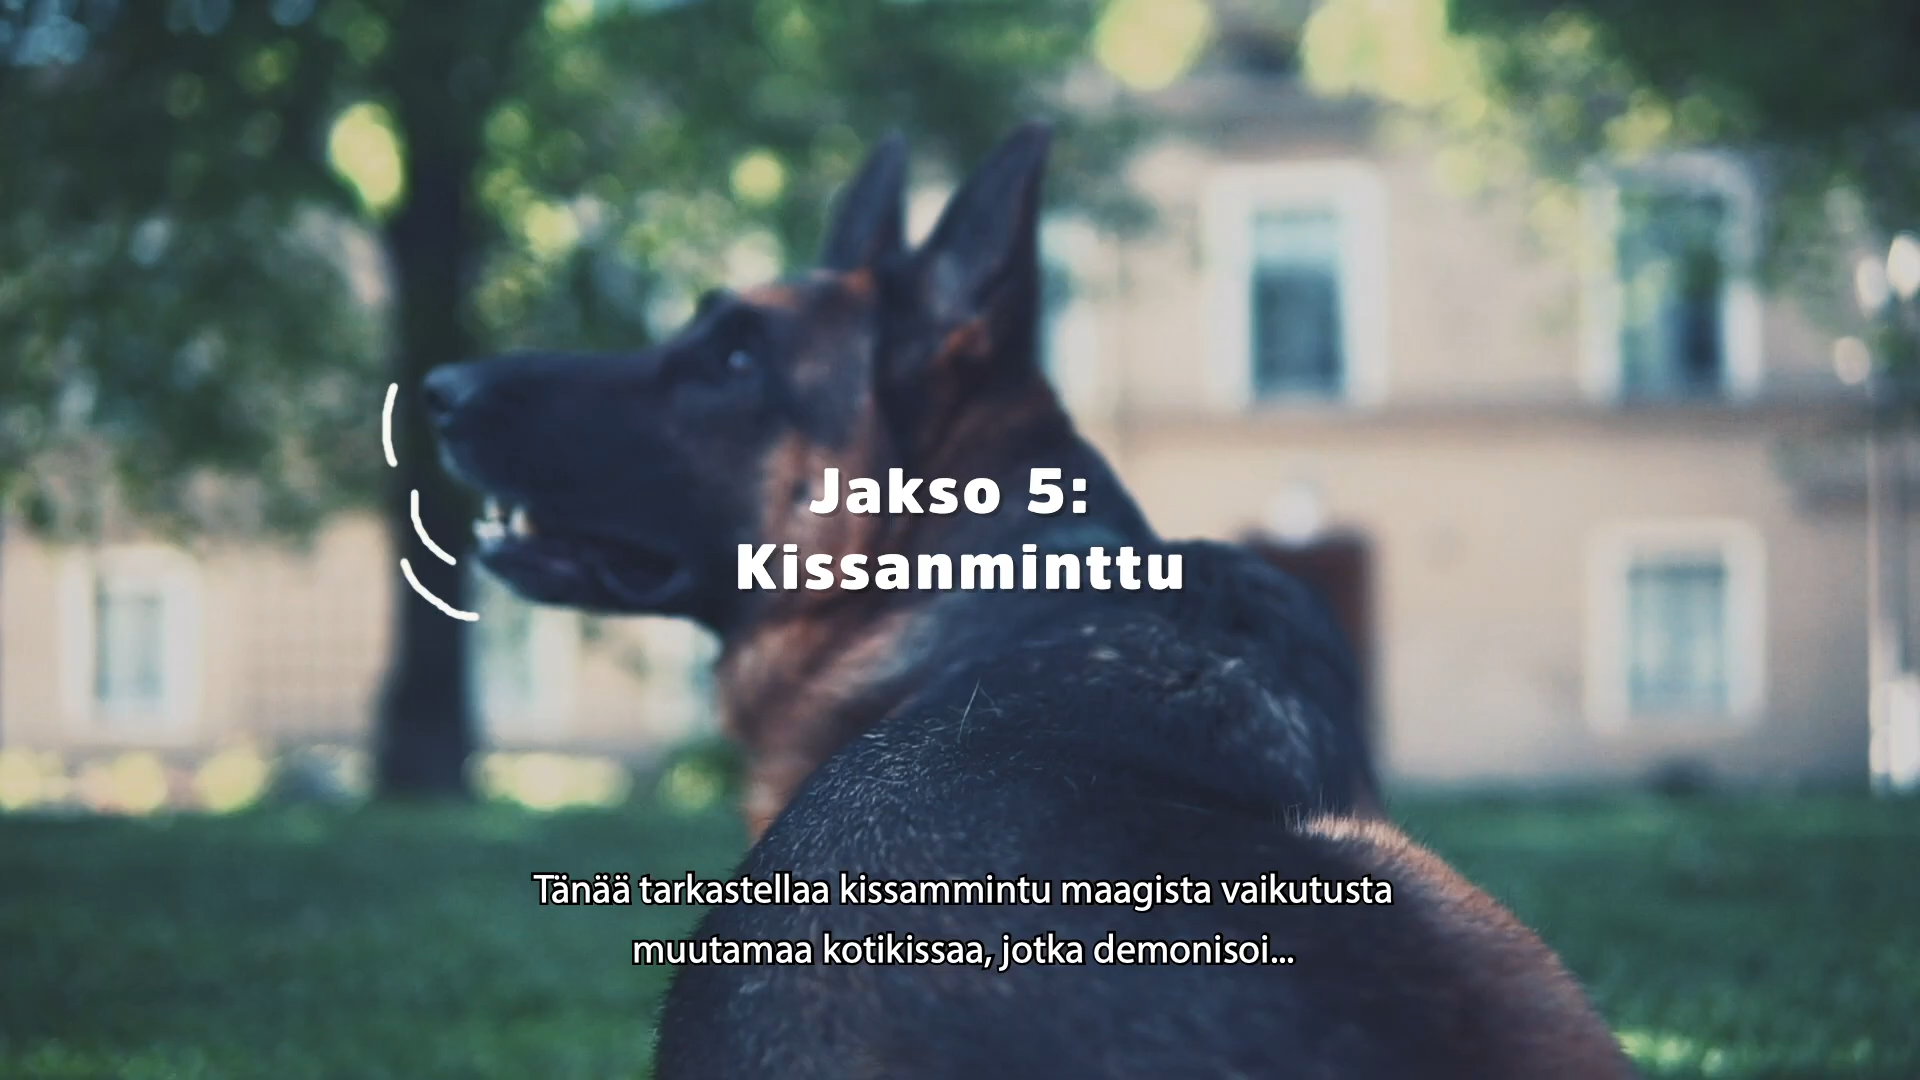 Jakso 5:
Kissanminttu
Tänää tarkastellaa kissammintu maagista vaikutusta
muutamaa kotikissaa, jotka demonisoi...